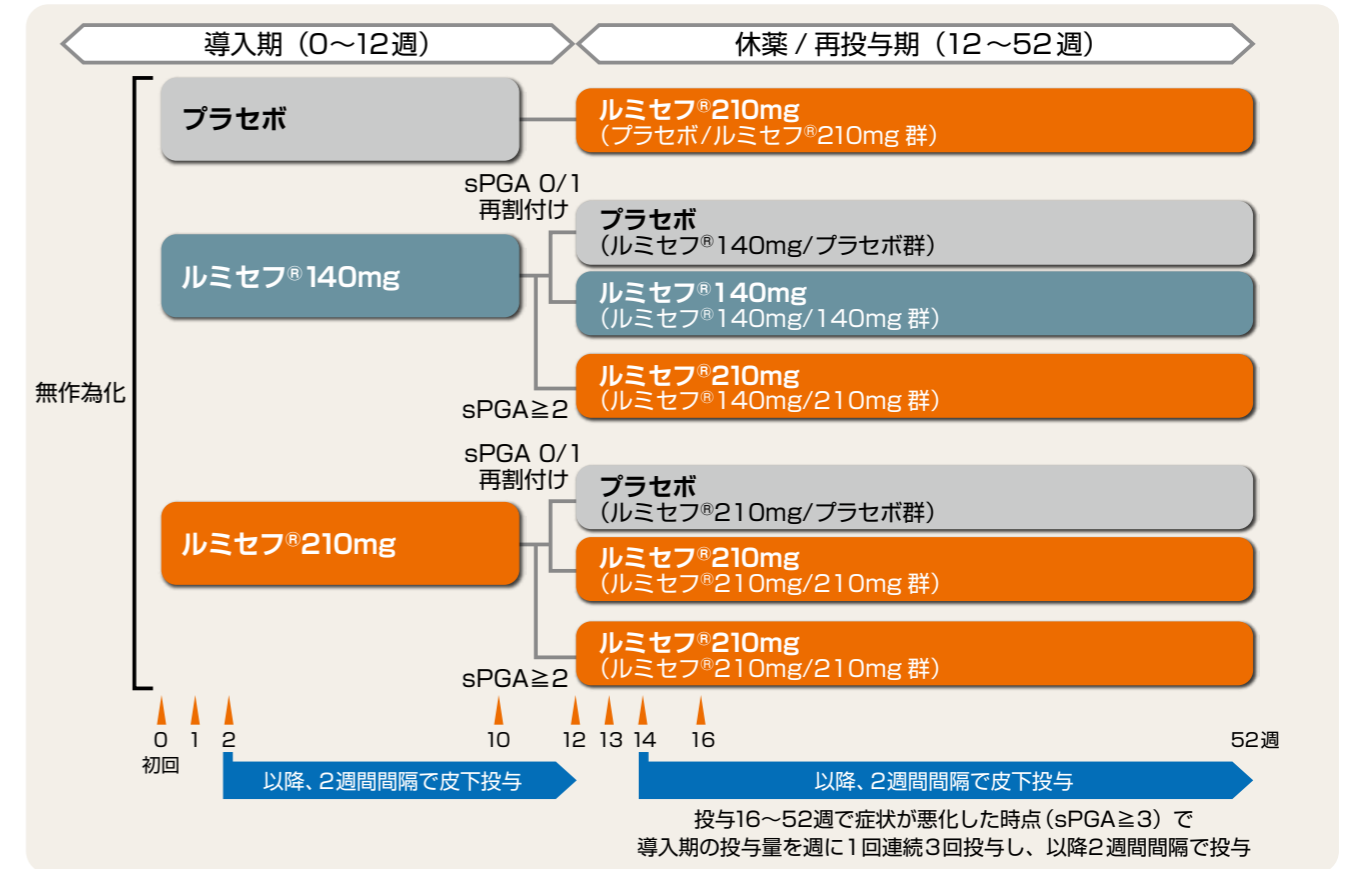 導入期（0〜12週）
休薬 / 再投与期（12〜52週）
無作為化
プラセボ
ルミセフ®210mg
（プラセボ/ルミセフ®210mg 群）
ルミセフ®140mg
sPGA 0/1
再割付け
プラセボ
（ルミセフ®140mg/プラセボ群）
ルミセフ®140mg
（ルミセフ®140mg/140mg 群）
sPGA≧2
ルミセフ®210mg
（ルミセフ®140mg/210mg 群）
ルミセフ®210mg
sPGA 0/1
再割付け
プラセボ
（ルミセフ®210mg/プラセボ群）
ルミセフ®210mg
（ルミセフ®210mg/210mg 群）
sPGA≧2
ルミセフ®210mg
（ルミセフ®210mg/210mg 群）
0 1 2 10 12 13 14 16 52週
初回
以降、2週間間隔で皮下投与
以降、2週間間隔で皮下投与
投与16〜52週で症状が悪化した時点（sPGA≧3）で
導入期の投与量を週に1回連続3回投与し、以降2週間間隔で投与